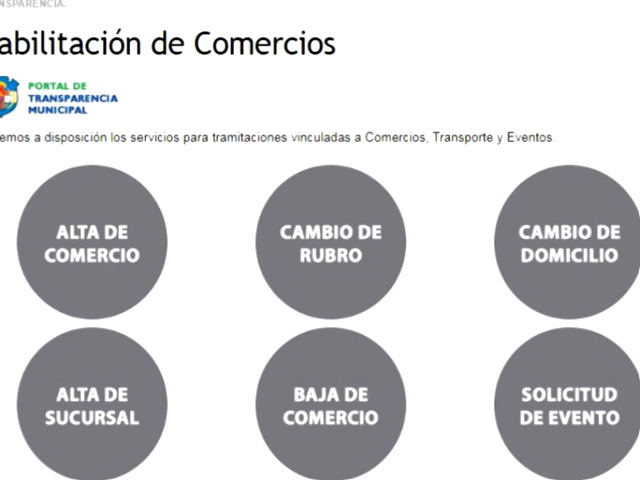 NSPARENCIA.
abilitación de Comercios
PORTAL DE
TRANSPARENCIA
MUNICIPAL
emos a disposición los servicios para tramitaciones vinculadas a Comercios, Transporte y Eventos.
ALTA DE
COMERCIO
CAMBIO DE
RUBRO
CAMBIO DE
DOMICILIO
ALTA DE
SUCURSAL
BAJA DE
COMERCIO
SOLICITUD
DE EVENTO